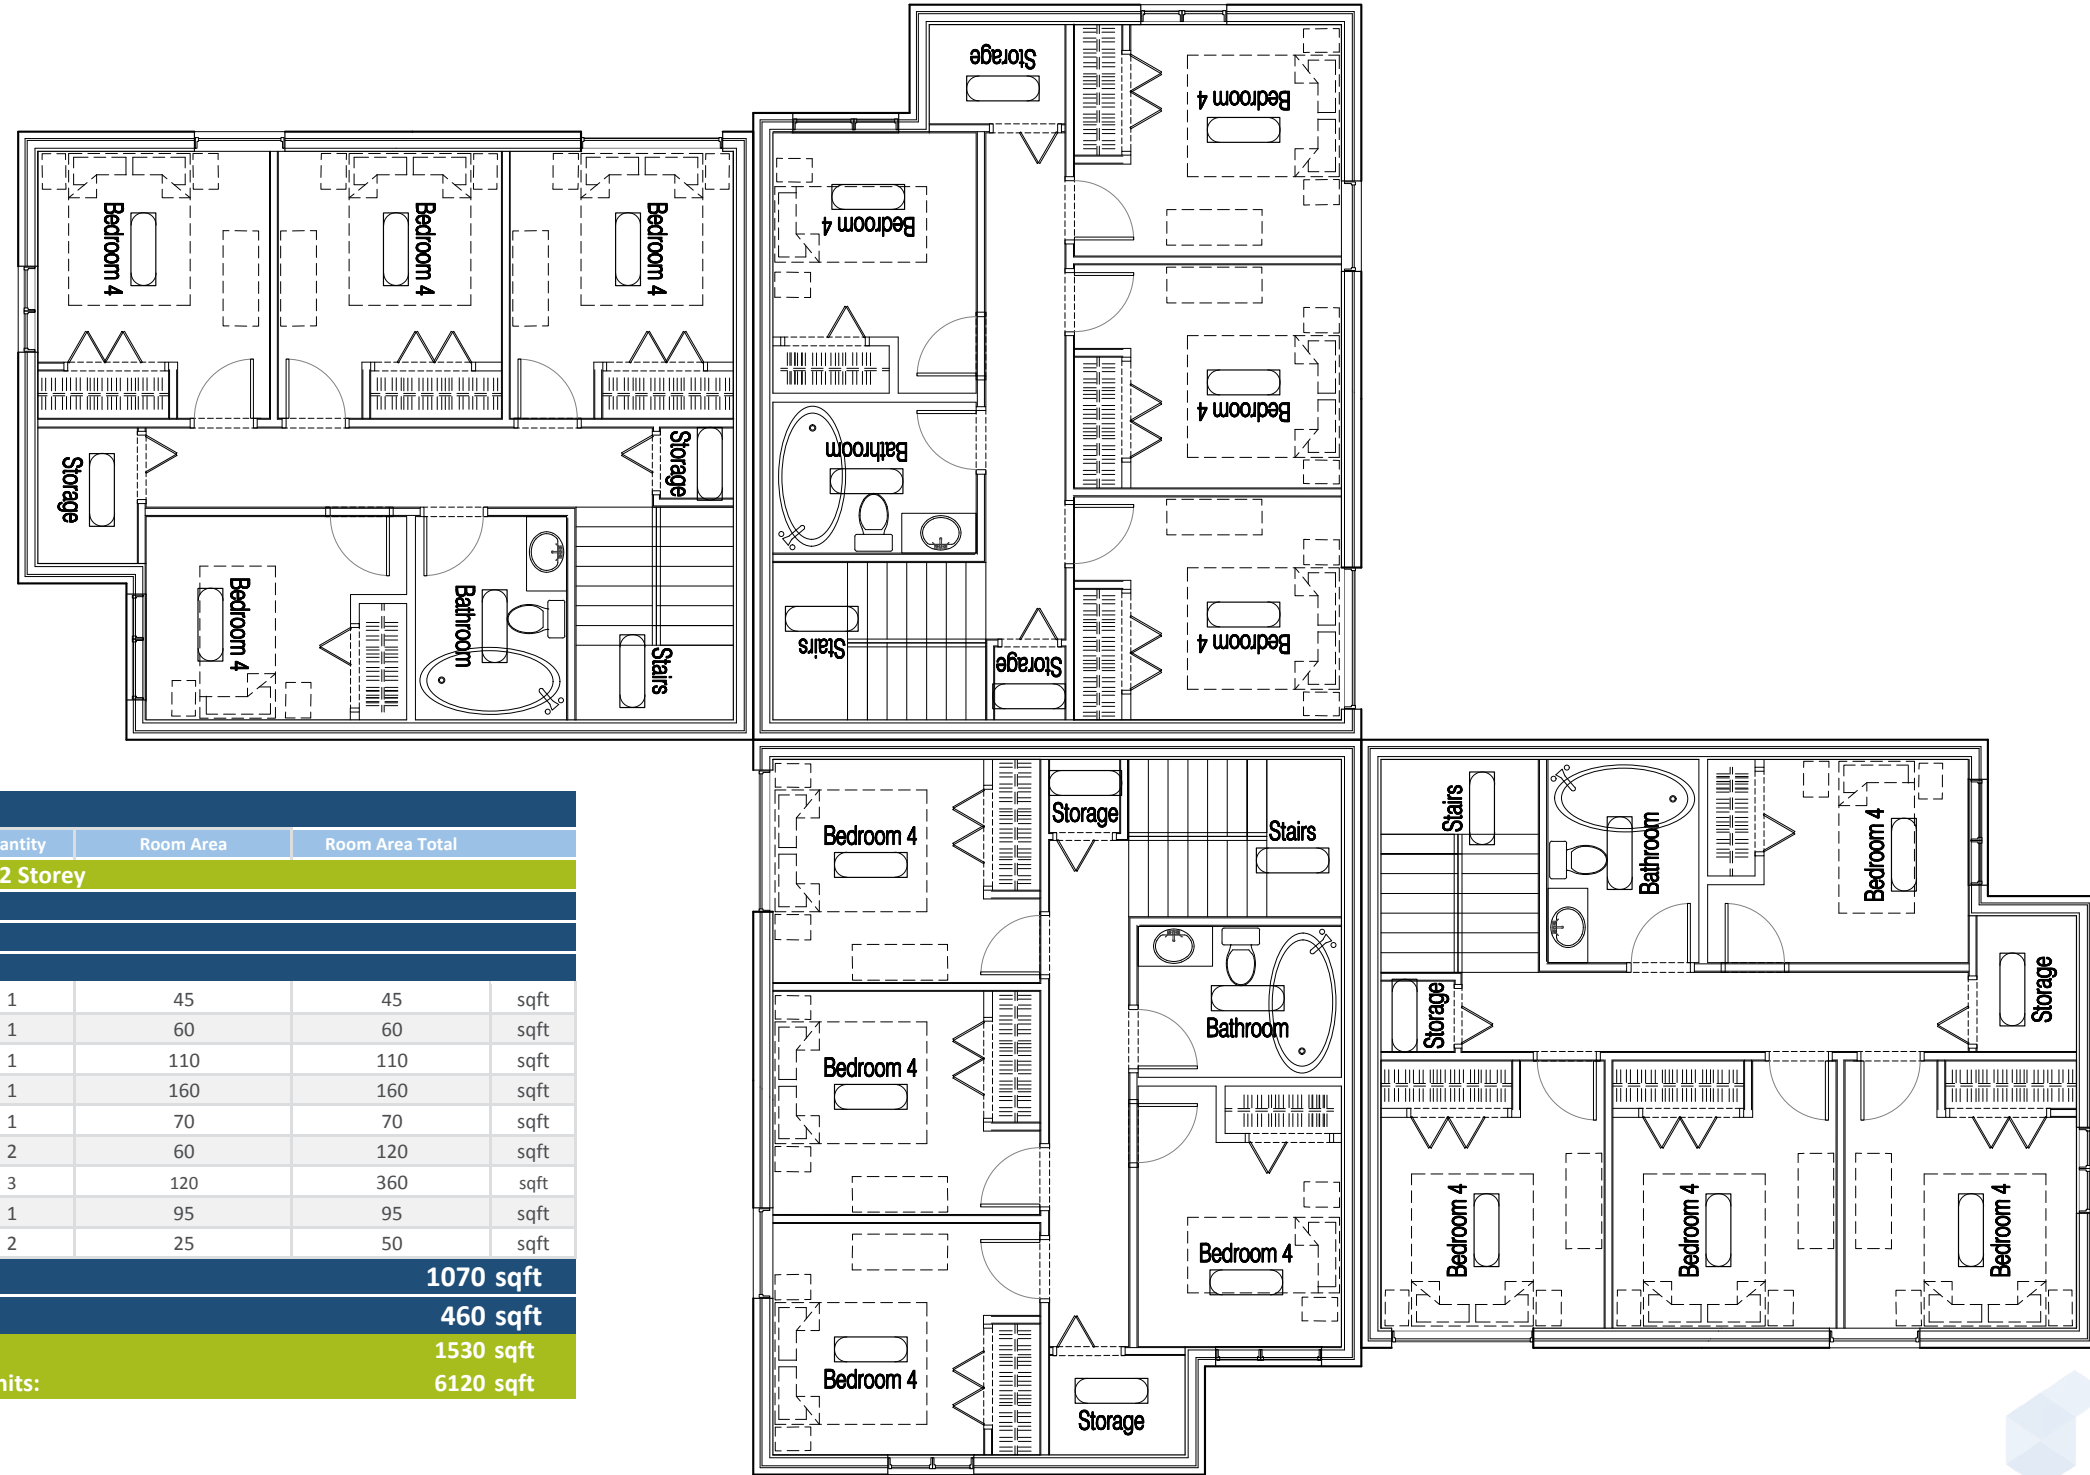 Storage
Bedroom 4
Bedroom 4
Bedroom 4
Bedroom 4
Bedroom 4
Bedroom 4
Bathroom
Storage
Storage
Bedroom 4
Bathroom
Stairs
Bedroom 4
Stairs
Storage
Storage
Bedroom 4
Stairs
Bathroom
Bedroom 4
Bedroom 4
Bathroom
Bedroom 4
Bedroom 4
Storage
Stairs
Bathroom
Bedroom 4
Storage
Storage
Bedroom 4
Bedroom 4
Bedroom 4
Storage
antity Room Area Room Area Total
2 Storey
1 45 45 sqft
1 60 60 sqft
1 110 110 sqft
1 160 160 sqft
1 70 70 sqft
2 60 120 sqft
3 120 360 sqft
1 95 95 sqft
2 25 50 sqft
1070 sqft
460 sqft
1530 sqft
nits: 6120 sqft